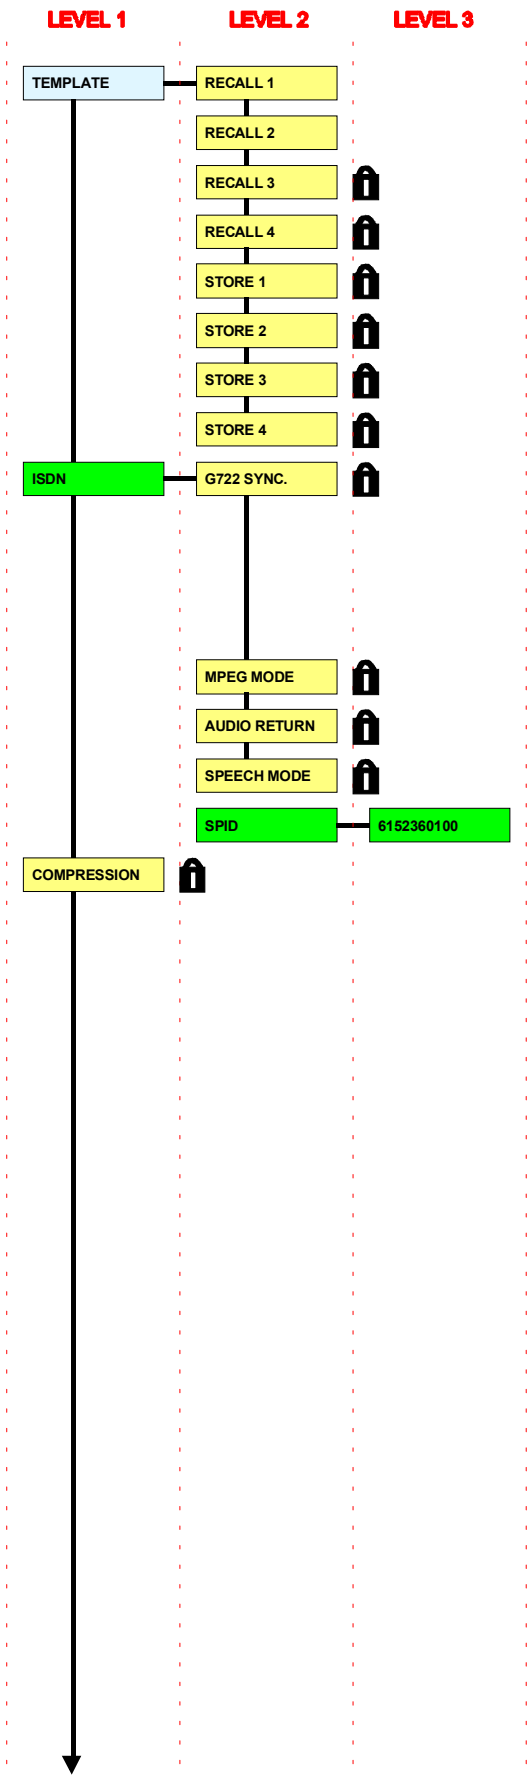 LEVEL 1 LEVEL 2 LEVEL 3
TEMPLATE RECALL 1
RECALL 2
RECALL 3
RECALL 4
STORE 1
STORE 2
STORE 3
STORE 4
ISDN G722 SYNC.
MPEG MODE
AUDIO RETURN
SPEECH MODE
SPID 6152360100
COMPRESSION